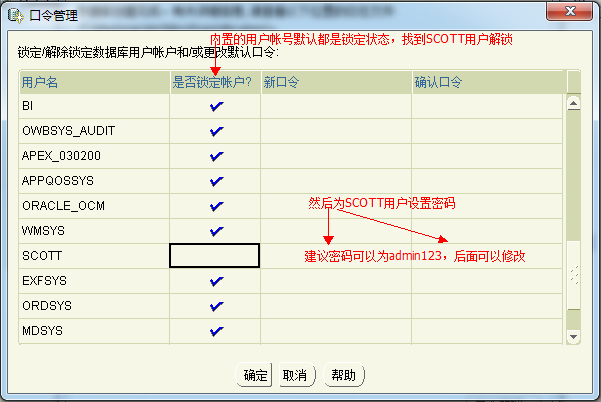 口令管理
内置的用户帐号默认都是锁定状态，找到SCOTT用户解锁
锁定/解除锁定数据库用户帐户和/或更改默认口令:
用户名 是否锁定帐户? 新口令 确认口令
BI
OWBSYS_AUDIT
APEX_030200
APPQOSSYS
ORACLE_OCM
然后为SCOTT用户设置密码
WMSYS
SCOTT
建议密码可以为admin123，后面可以修改
EXFSYS
ORDSYS
MDSYS
确定 取消 帮助